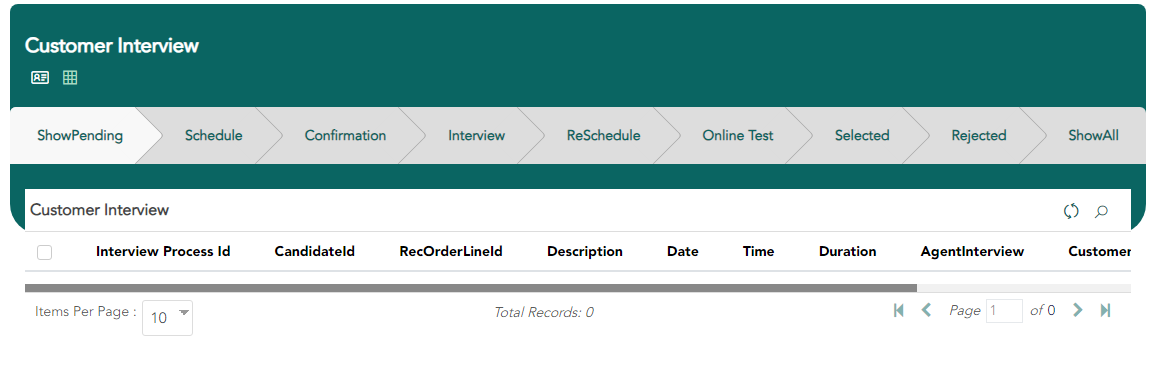 Customer Interview
ShowPending Schedule Confirmation Interview ReSchedule Online Test Selected Rejected ShowAll
Customer Interview
Interview Process Id CandidateId RecOrderLineId Description Date Time Duration AgentInterview Customer
Items Per Page : 10 Total Records: 0 Page 1 of 0